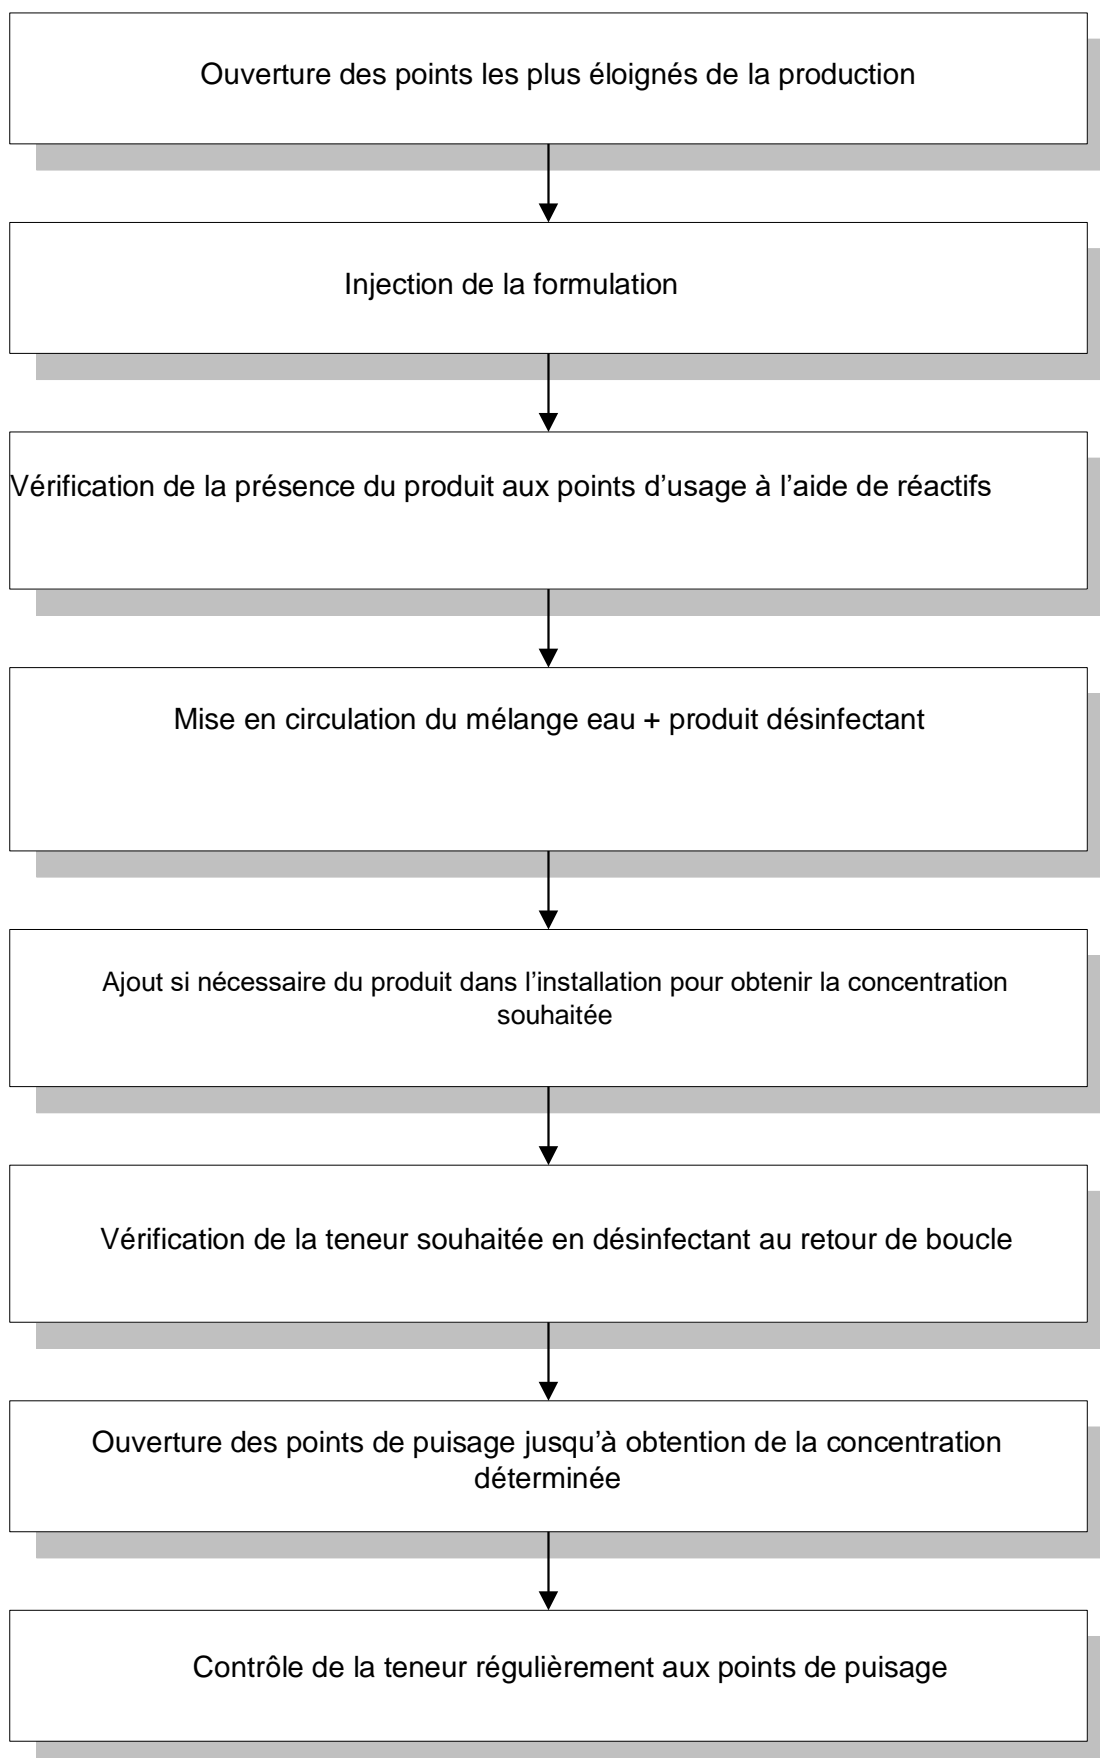 Ouverture des points les plus éloignés de la production
Injection de la formulation
Vérification de la présence du produit aux points d’usage à l’aide de réactifs
Mise en circulation du mélange eau + produit désinfectant
Ajout si nécessaire du produit dans l’installation pour obtenir la concentration
souhaitée
Vérification de la teneur souhaitée en désinfectant au retour de boucle
Ouverture des points de puisage jusqu’à obtention de la concentration
déterminée
Contrôle de la teneur régulièrement aux points de puisage